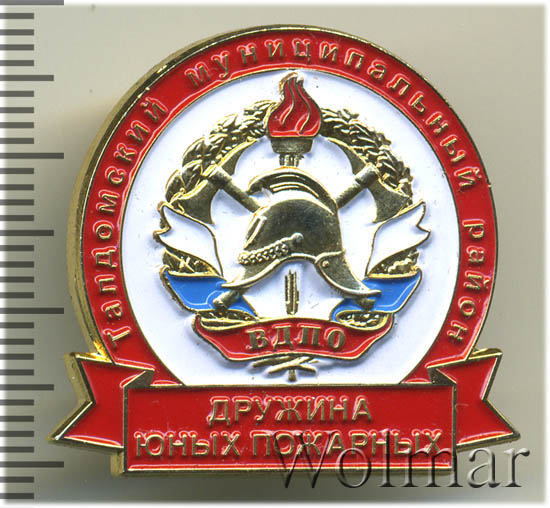 Талдомский муниципальный район
ВДПО
ДРУЖИНА
ЮНЫХ ПОЖАРНЫХ
Wolmar